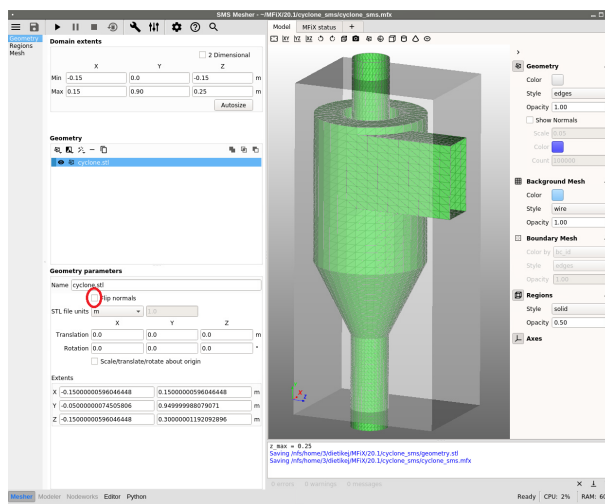 SMS Mesher - ~/MFiX/20.1/cyclone_sms/cyclone_sms.mfx
Geometry
Regions
Mesh
Domain extents
2 Dimensional
X Y Z
Min -0.15 0.0 -0.15 m
Max 0.15 0.90 0.25 m
Autosize
Geometry
cyclone.stl
Geometry parameters
Name cyclone.stl
Flip normals
STL file units m 1.0
X Y Z
Translation 0.0 0.0 0.0 m
Rotation 0.0 0.0 0.0 °
Scale/translate/rotate about origin
Extents
X -0.15000000596046448 0.15000000596046448 m
Y -0.05000000074505806 0.949999988079071 m
Z -0.15000000596046448 0.30000001192092896 m
Model MFiX status +
XY YZ XZ
Geometry
Color
Style edges
Opacity 1.00
Show Normals
Scale 0.05
Color
Count
Background Mesh
Color
Style wire
Opacity 1.00
Boundary Mesh
Color by bc_id
Style edges
Opacity 1.00
Regions
Style solid
Opacity 0.50
Axes
z_max = 0.25
Saving /nfs/home/3/dietikej/MFiX/20.1/cyclone_sms/geometry.stl
Saving /nfs/home/3/dietikej/MFiX/20.1/cyclone_sms/cyclone_sms.mfx
0 errors 0 warnings 0 messages
Mesher Modeler Nodeworks Editor Python
Ready CPU: 2% RAM: 60